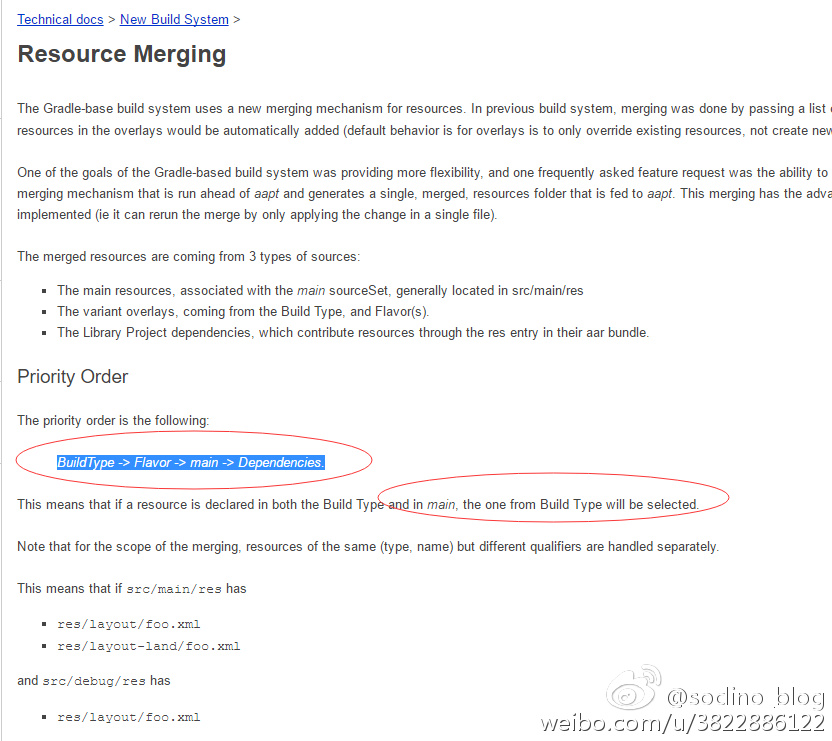 Technical docs > New Build System >
Resource Merging
The Gradle-base build system uses a new merging mechanism for resources. In previous build system, merging was done by passing a list
resources in the overlays would be automatically added (default behavior is for overlays is to only override existing resources, not create new
One of the goals of the Gradle-based build system was providing more flexibility, and one frequently asked feature request was the ability to
merging mechanism that is run ahead of aapt and generates a single, merged, resources folder that is fed to aapt. This merging has the adva
implemented (ie it can rerun the merge by only applying the change in a single file).
The merged resources are coming from 3 types of sources:
▪ The main resources, associated with the main sourceSet, generally located in src/main/res
▪ The variant overlays, coming from the Build Type, and Flavor(s).
▪ The Library Project dependencies, which contribute resources through the res entry in their aar bundle.
Priority Order
The priority order is the following:
BuildType -> Flavor -> main -> Dependencies.
This means that if a resource is declared in both the Build Type and in main, the one from Build Type will be selected.
Note that for the scope of the merging, resources of the same (type, name) but different qualifiers are handled separately.
This means that if src/main/res has
▪ res/layout/foo.xml
▪ res/layout-land/foo.xml
and src/debug/res has
▪ res/layout/foo.xml
@sodino_blog
weibo.com/u/3822886122